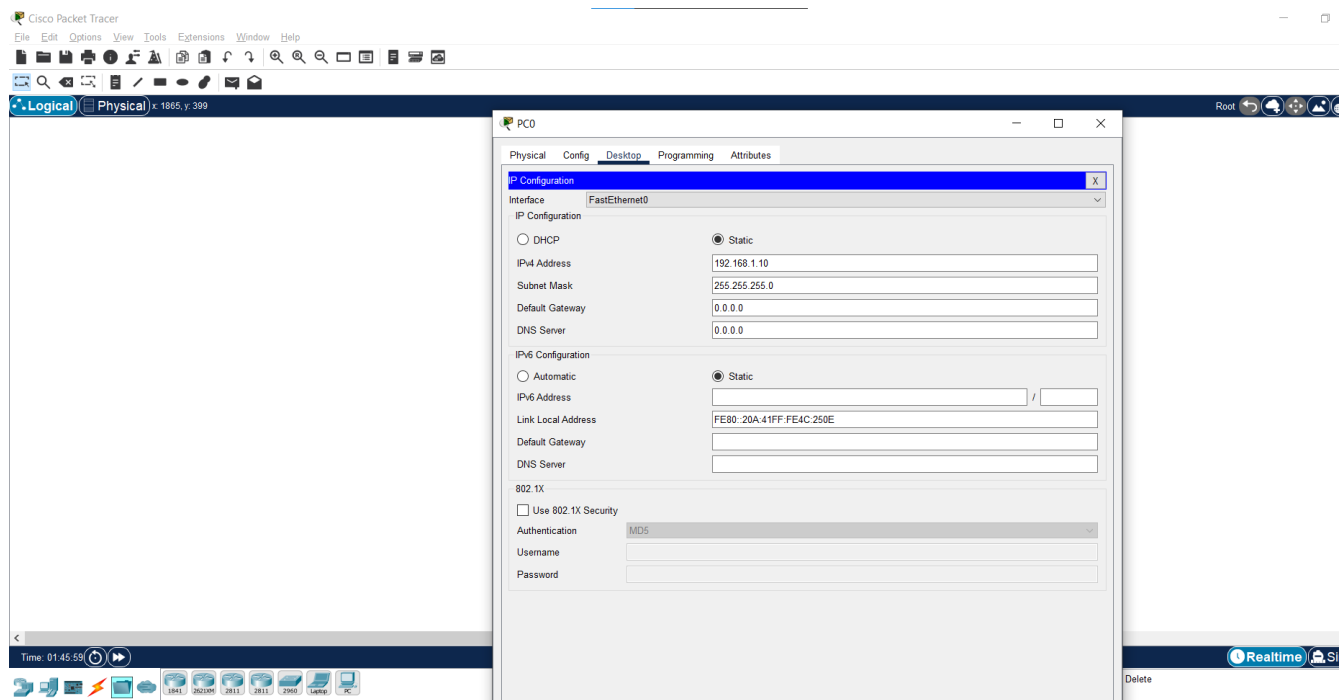 Cisco Packet Tracer
File Edit Options View Tools Extensions Window Help
Logical Physical x: 1865, y: 399 Root
PC0
Physical Config Desktop Programming Attributes
IP Configuration X
Interface FastEthernet0
IP Configuration
DHCP Static
IPv4 Address 192.168.1.10
Subnet Mask 255.255.255.0
Default Gateway 0.0.0.0
DNS Server 0.0.0.0
IPv6 Configuration
Automatic Static
IPv6 Address /
Link Local Address FE80::20A:41FF:FE4C:250E
Default Gateway
DNS Server
802.1X
Use 802.1X Security
Authentication MD5
Username
Password
Time: 01:45:59 Realtime Si
1841 2621XM 2811 2811 2960 Laptop PC Delete